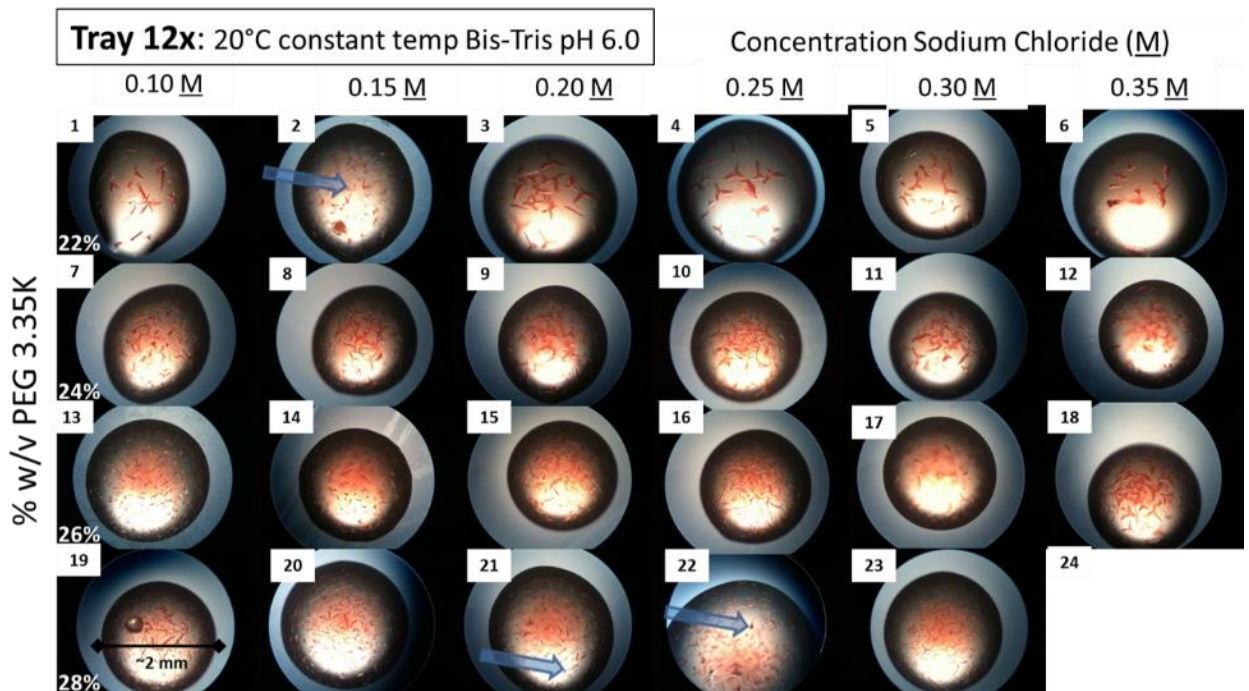 Tray 12x: 20°C constant temp Bis-Tris pH 6.0
Concentration Sodium Chloride (M)
0.10 M 0.15 M 0.20 M 0.25 M 0.30 M 0.35 M
% w/v PEG 3.35K
1 2 3 4 5 6
22%
7 8 9 10 11 12
24%
13 14 15 16 17 18
26%
19 20 21 22 23 24
~2 mm
28%